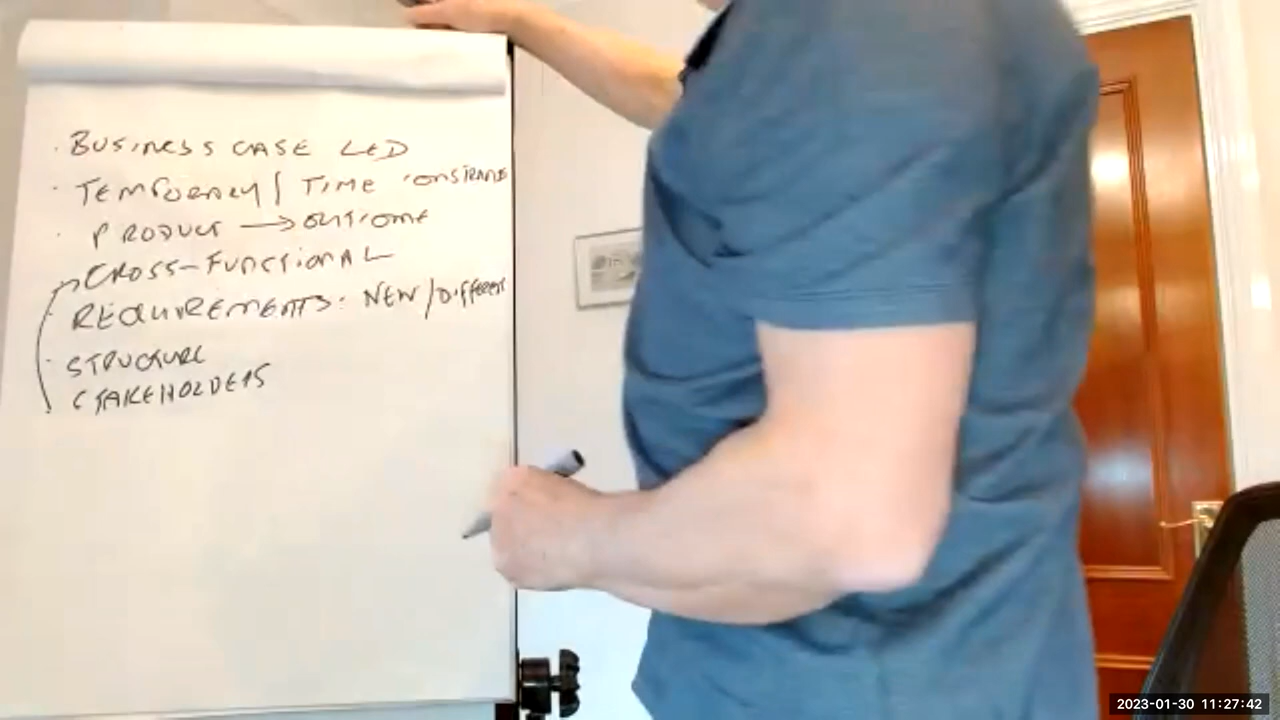 · BUSINESS CASE LED
· TEMPORARY / TIME CONSTRAINED
· PRODUCT → OUTCOME
CROSS-FUNCTIONAL
REQUIREMENTS: NEW/DIFFERENT
· STRUCTURE
STAKEHOLDERS
2023-01-30 11:27:42